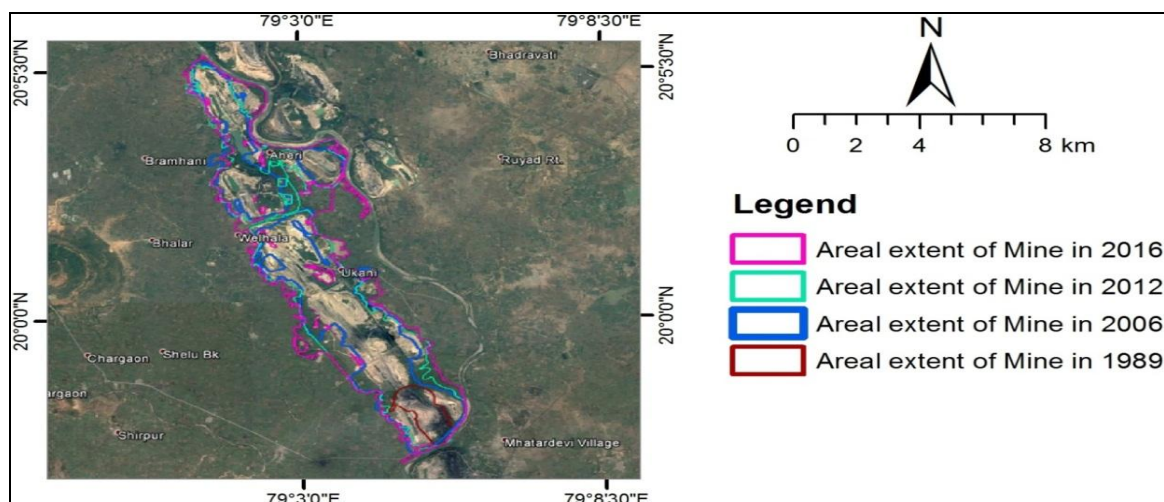 79°3'0"E
79°8'30"E
20°5'30"N
20°5'30"N
Bhadravati
Bramhani
Aheri
Ruyad Rt.
Bhalar
Welhala
Ukani
20°0'0"N
20°0'0"N
Chargaon
Shelu Bk
argaon
Shirpur
Mhatardevi Village
79°3'0"E
79°8'30"E
N
0 2 4 8 km
Legend
Areal extent of Mine in 2016
Areal extent of Mine in 2012
Areal extent of Mine in 2006
Areal extent of Mine in 1989